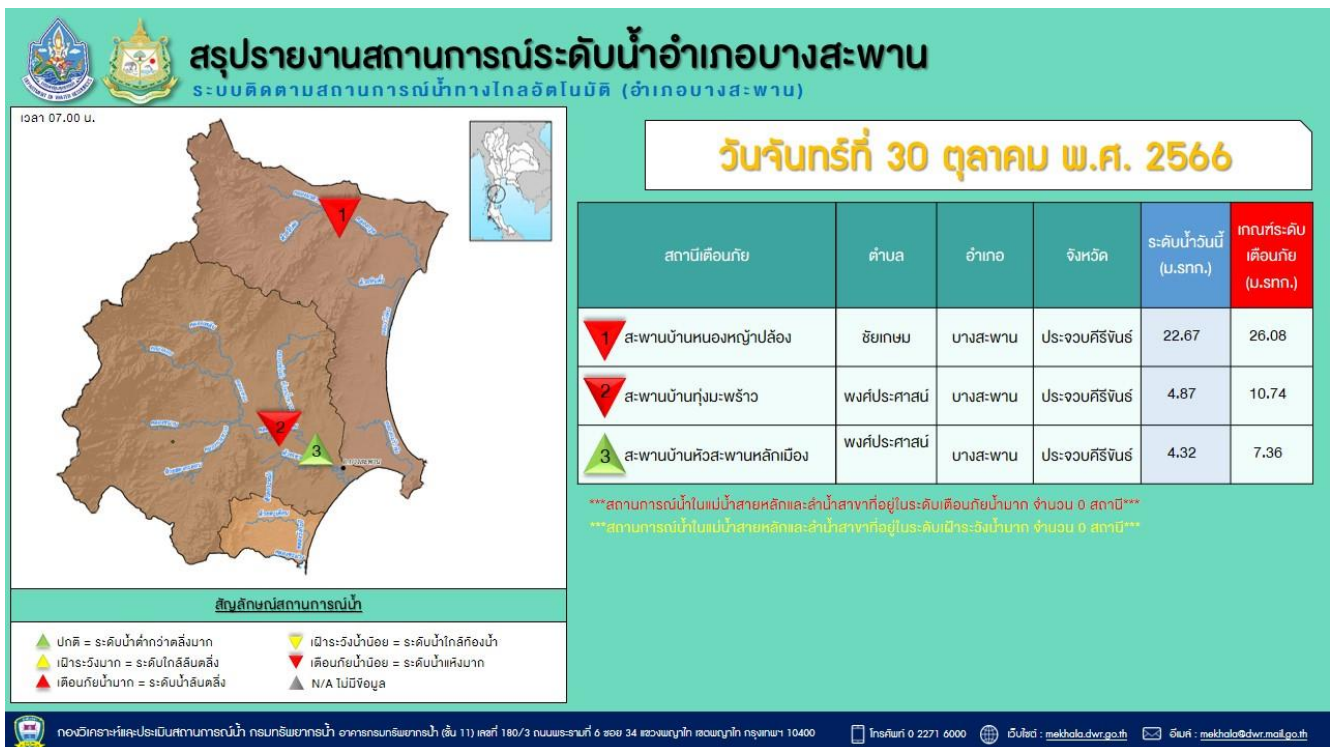 สรุปรายงานสถานการณ์ระดับน้ำอำเภอบางสะพาน
ระบบติดตามสถานการณ์น้ำทางไกลอัตโนมัติ (อำเภอบางสะพาน)
เวลา 07.00 น.
1
2
3
วันจันทร์ที่ 30 ตุลาคม พ.ศ. 2566
สถานีเตือนภัย ตำบล อำเภอ จังหวัด ระดับน้ำวันนี้ (ม.รทก.) เกณฑ์ระดับเตือนภัย (ม.รทก.)
1 สะพานบ้านหนองหญ้าปล้อง ชัยเกษม บางสะพาน ประจวบคีรีขันธ์ 22.67 26.08
2 สะพานบ้านทุ่งมะพร้าว พงศ์ประศาสน์ บางสะพาน ประจวบคีรีขันธ์ 4.87 10.74
3 สะพานบ้านหัวสะพานหลักเมือง พงศ์ประศาสน์ บางสะพาน ประจวบคีรีขันธ์ 4.32 7.36
***สถานการณ์น้ำในแม่น้ำสายหลักและลำน้ำสาขาที่อยู่ในระดับเตือนภัยน้ำมาก จำนวน 0 สถานี***
***สถานการณ์น้ำในแม่น้ำสายหลักและลำน้ำสาขาที่อยู่ในระดับเฝ้าระวังน้ำมาก จำนวน 0 สถานี***
สัญลักษณ์สถานการณ์น้ำ
ปกติ = ระดับน้ำต่ำกว่าตลิ่งมาก
เฝ้าระวังมาก = ระดับใกล้ล้นตลิ่ง
เตือนภัยน้ำมาก = ระดับน้ำล้นตลิ่ง
เฝ้าระวังน้ำน้อย = ระดับน้ำใกล้ท้องน้ำ
เตือนภัยน้ำน้อย = ระดับน้ำแห้งมาก
N/A ไม่มีข้อมูล
กองวิเคราะห์และประเมินสถานการณ์น้ำ กรมทรัพยากรน้ำ อาคารกรมทรัพยากรน้ำ (ชั้น 11) เลขที่ 180/3 ถนนพระรามที่ 6 ซอย 34 แขวงพญาไท เขตพญาไท กรุงเทพฯ 10400 โทรศัพท์ 0 2271 6000 เว็บไซต์ : mekhala.dwr.go.th อีเมล์ : mekhala@dwr.mail.go.th